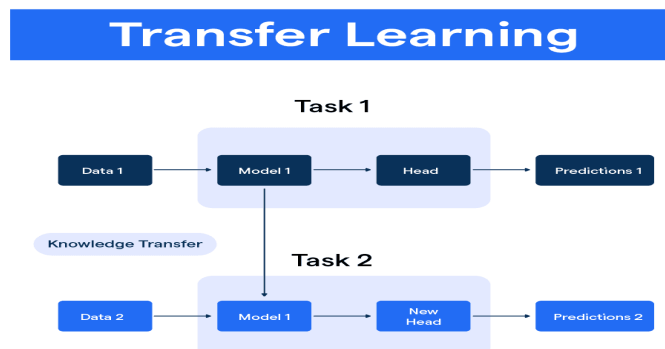 Transfer Learning
Task 1
Data 1
Model 1
Head
Predictions 1
Knowledge Transfer
Task 2
Data 2
Model 1
New
Head
Predictions 2